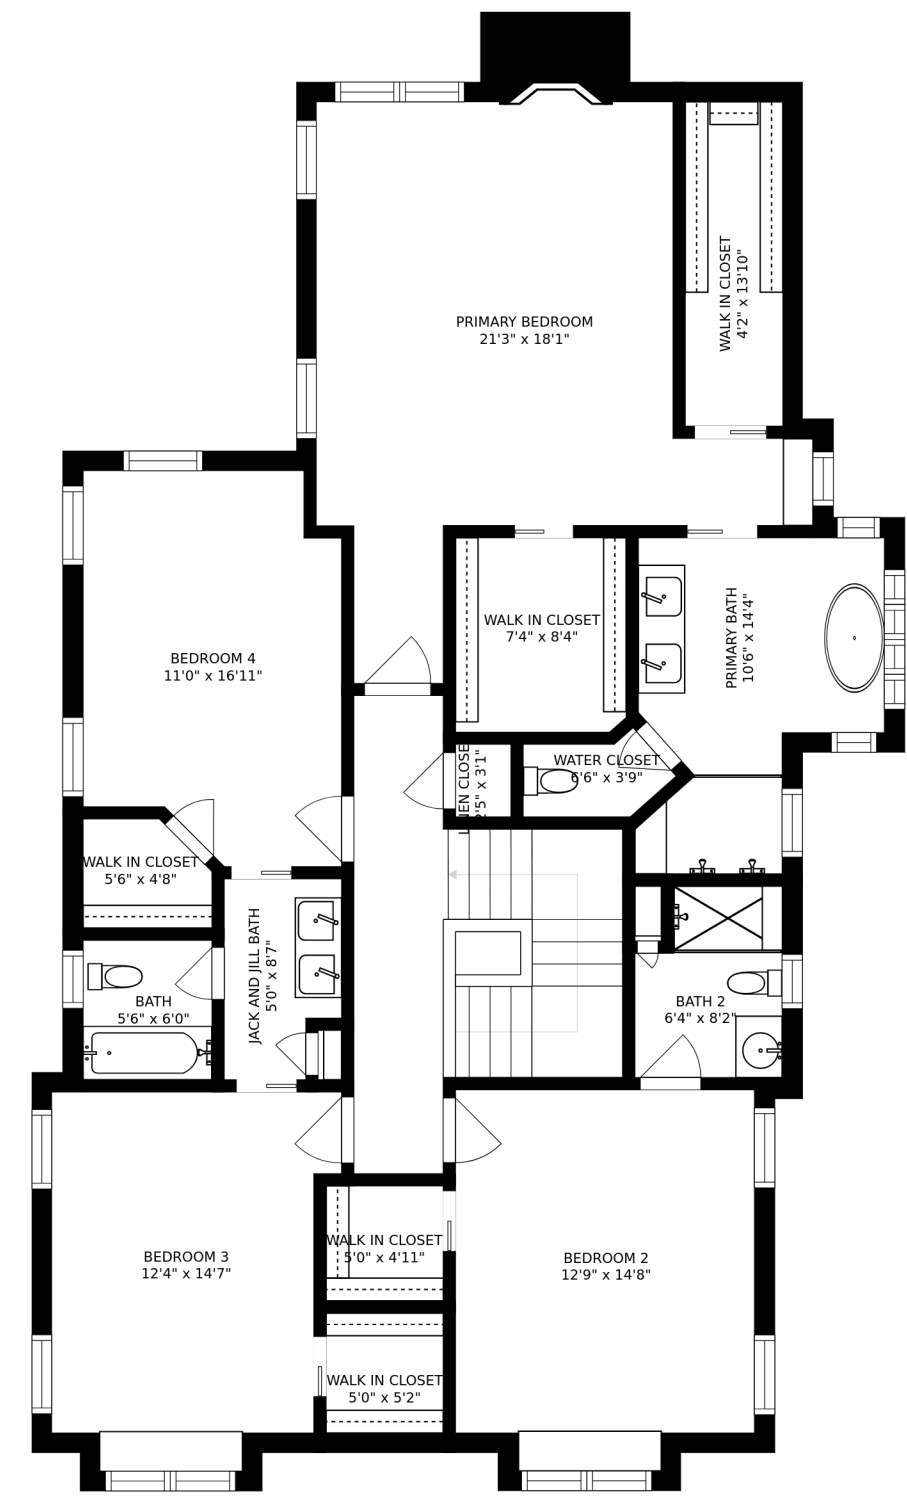 PRIMARY BEDROOM
21'3" x 18'1"
WALK IN CLOSET
4'2" x 13'10"
WALK IN CLOSET
7'4" x 8'4"
PRIMARY BATH
10'6" x 14'4"
BEDROOM 4
11'0" x 16'11"
WATER CLOSET
6'6" x 3'9"
WALK IN CLOSET
5'6" x 4'8"
JACK AND JILL BATH
5'0" x 8'7"
BATH
5'6" x 6'0"
BATH 2
6'4" x 8'2"
BEDROOM 3
12'4" x 14'7"
WALK IN CLOSET
5'0" x 4'11"
BEDROOM 2
12'9" x 14'8"
WALK IN CLOSET
5'0" x 5'2"